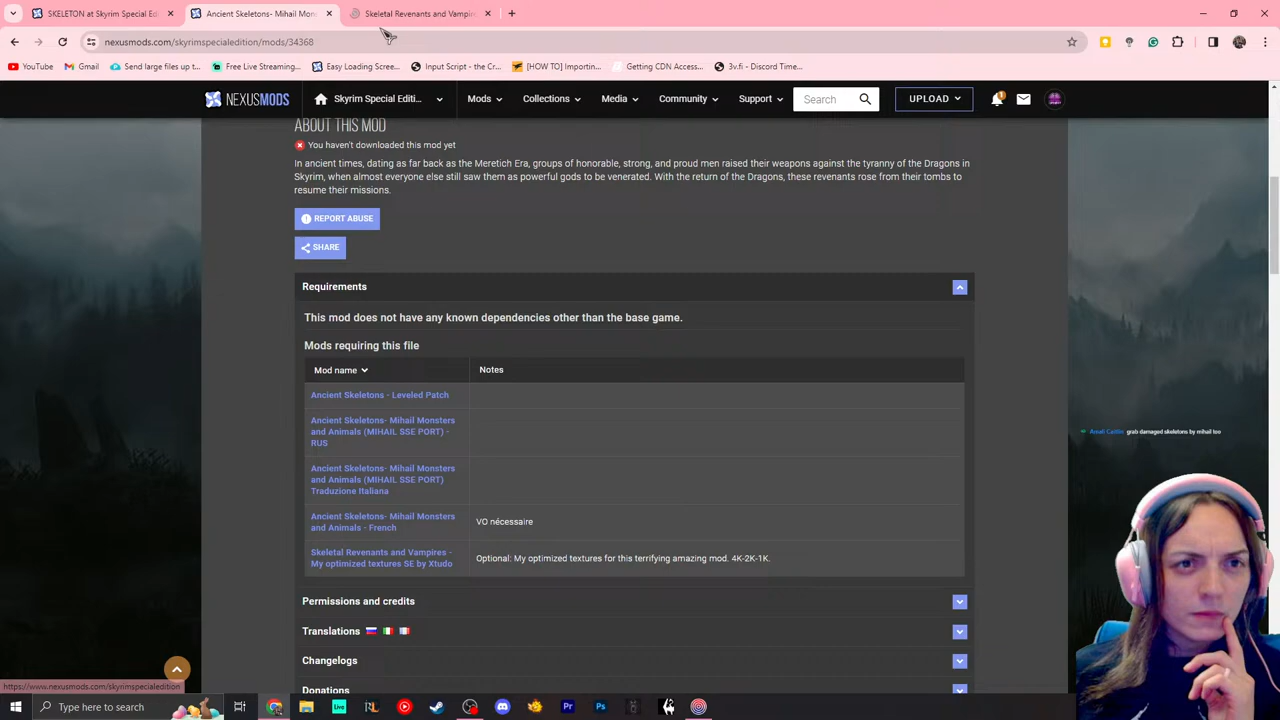 SKELETON at Skyrim Special Ed
Ancient Skeletons- Mihail Mon
Skeletal Revenants and Vampir
nexusmods.com/skyrimspecialedition/mods/34368
YouTube
Gmail
Send large files up t...
Free Live Streaming...
Easy Loading Scree...
Input Script - the Cr...
[HOW TO] Importin...
Getting CDN Access...
3v.fi - Discord Time...
NEXUSMODS
Skyrim Special Editi...
Mods
Collections
Media
Community
Support
Search
UPLOAD
ABOUT THIS MOD
You haven't downloaded this mod yet
In ancient times, dating as far back as the Meretich Era, groups of honorable, strong, and proud men raised their weapons against the tyranny of the Dragons in
Skyrim, when almost everyone else still saw them as powerful gods to be venerated. With the return of the Dragons, these revenants rose from their tombs to
resume their missions.
REPORT ABUSE
SHARE
Requirements
This mod does not have any known dependencies other than the base game.
Mods requiring this file
Mod name
Notes
Ancient Skeletons - Leveled Patch
Ancient Skeletons- Mihail Monsters
and Animals (MIHAIL SSE PORT) -
RUS
Ancient Skeletons- Mihail Monsters
and Animals (MIHAIL SSE PORT)
Traduzione Italiana
Ancient Skeletons- Mihail Monsters
and Animals - French
VO nécessaire
Skeletal Revenants and Vampires -
My optimized textures SE by Xtudo
Optional: My optimized textures for this terrifying amazing mod. 4K-2K-1K.
Permissions and credits
Translations
Changelogs
Donations
grab damaged skeletons by mihail too
https://www.nexusmods.com/skyrimspecialedition
Type here to search
Live
Pr
Ps